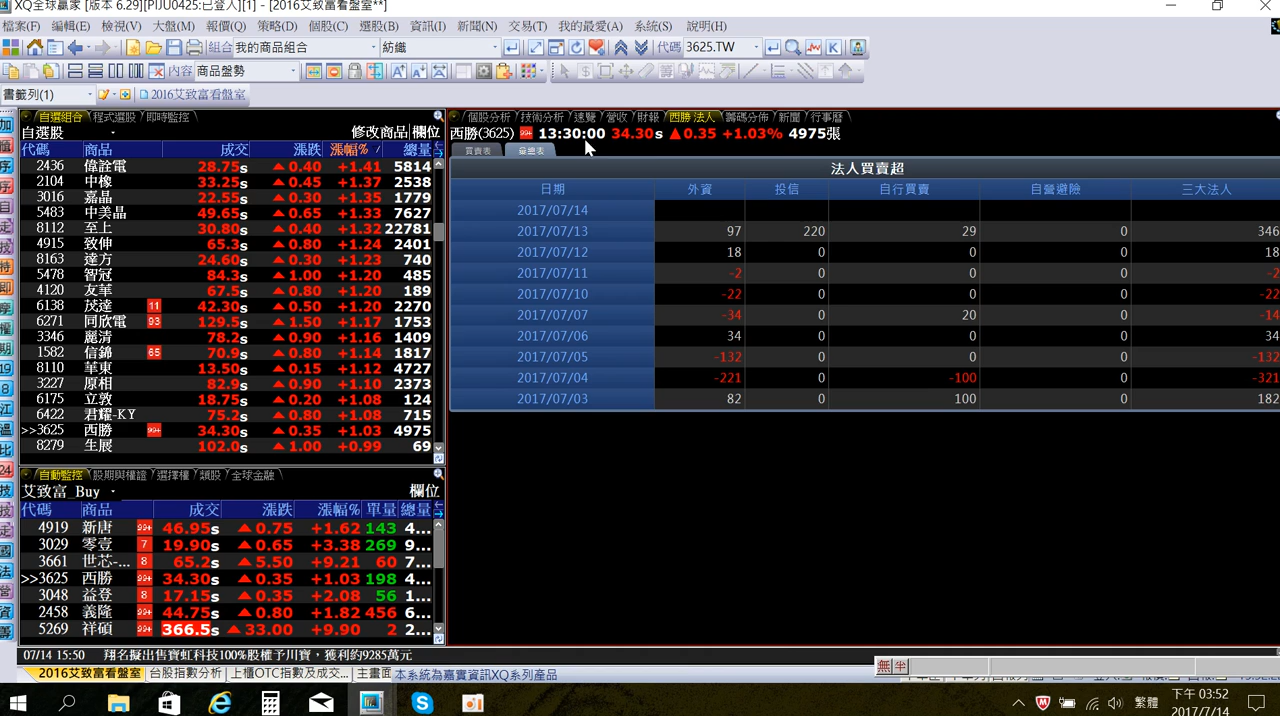 XQ全球贏家 [版本 6.29][PIJU0425:已登入][1] - [2016艾致富看盤室**]
檔案(F) 編輯(E) 檢視(V) 大盤(M) 報價(Q) 策略(D) 個股(C) 選股(B) 資訊(I) 新聞(N) 交易(T) 我的最愛(A) 系統(S) 說明(H)
組合 我的商品組合 紡織 代碼 3625.TW
內容 商品盤勢
書籤列(1) 2016艾致富看盤室
自選組合 程式選股 即時監控
自選股 修改商品 欄位
代碼 商品 成交 漲跌 漲幅% 總量
2436 偉詮電 28.75s ▲0.40 +1.41 5814
2104 中橡 33.25s ▲0.45 +1.37 2538
3016 嘉晶 22.55s ▲0.30 +1.35 1779
5483 中美晶 49.65s ▲0.65 +1.33 7627
8112 至上 30.80s ▲0.40 +1.32 22781
4915 致伸 65.3s ▲0.80 +1.24 2401
8163 達方 24.60s ▲0.30 +1.23 740
5478 智冠 84.3s ▲1.00 +1.20 485
4120 友華 67.5s ▲0.80 +1.20 189
6138 茂達 11 42.30s ▲0.50 +1.20 2270
6271 同欣電 93 129.5s ▲1.50 +1.17 1753
3346 麗清 78.2s ▲0.90 +1.16 1409
1582 信錦 65 70.9s ▲0.80 +1.14 1817
8110 華東 13.50s ▲0.15 +1.12 4727
3227 原相 82.9s ▲0.90 +1.10 2373
6175 立敦 18.75s ▲0.20 +1.08 124
6422 君耀-KY 75.2s ▲0.80 +1.08 715
>>3625 西勝 99+ 34.30s ▲0.35 +1.03 4975
8279 生展 102.0s ▲1.00 +0.99 69
自動監控 股期與權證 選擇權 類股 全球金融
艾致富_Buy 欄位
代碼 商品 成交 漲跌 漲幅% 單量 總量
4919 新唐 99+ 46.95s ▲0.75 +1.62 143 4...
3029 零壹 7 19.90s ▲0.65 +3.38 269 9...
3661 世芯-... 8 65.2s ▲5.50 +9.21 60 7...
>>3625 西勝 99+ 34.30s ▲0.35 +1.03 198 4...
3048 益登 8 17.15s ▲0.35 +2.08 56 1...
2458 義隆 99+ 44.75s ▲0.80 +1.82 456 6...
5269 祥碩 99+ 366.5s ▲33.00 +9.90 2 2...
個股分析 技術分析 速覽 營收 財報 西勝 法人 籌碼分佈 新聞 行事曆
西勝(3625) 99+ 13:30:00 34.30s ▲0.35 +1.03% 4975張
買賣表 彙總表
法人買賣超
日期 外資 投信 自行買賣 自營避險 三大法人
2017/07/14
2017/07/13 97 220 29 0 346
2017/07/12 18 0 0 0 18
2017/07/11 -2 0 0 0 -2
2017/07/10 -22 0 0 0 -22
2017/07/07 -34 0 20 0 -14
2017/07/06 34 0 0 0 34
2017/07/05 -132 0 0 0 -132
2017/07/04 -221 0 -100 0 -321
2017/07/03 82 0 100 0 182
07/14 15:50 翔名擬出售寶虹科技100%股權予川寶，獲利約9285萬元
2016艾致富看盤室 台股指數分析 上櫃OTC指數及成交... 主畫面 本系統為嘉實資訊XQ系列產品
無 半
繁體 下午 03:52
2017/7/14